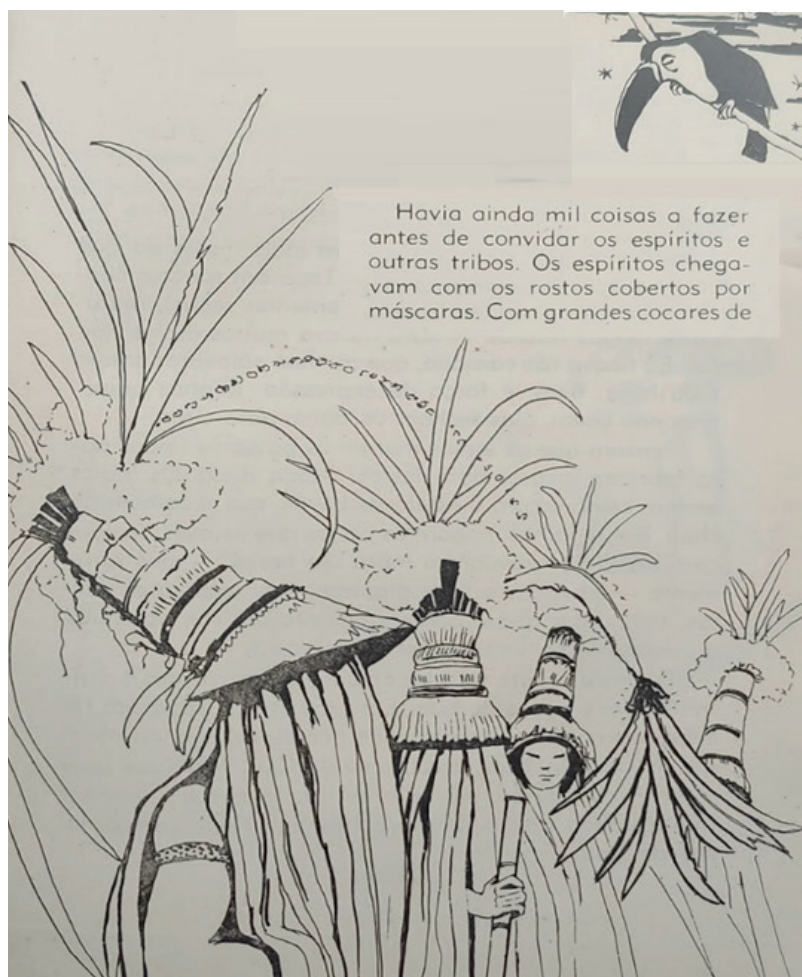 Havia ainda mil coisas a fazer
antes de convidar os espíritos e
outras tribos. Os espíritos chega-
vam com os rostos cobertos por
máscaras. Com grandes cocares de